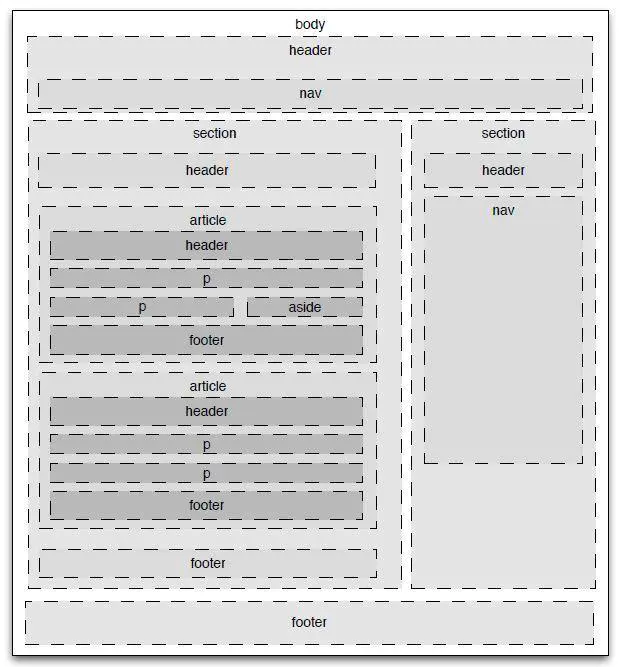 body
header
nav
section
header
article
header
p
p aside
footer
article
header
p
p
footer
footer
section
header
nav
footer